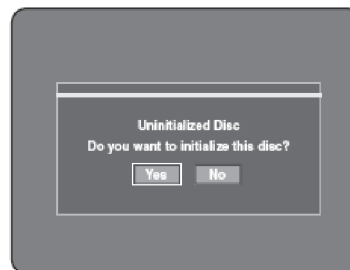 Uninitialized Disc
Do you want to initialize this disc?
Yes No